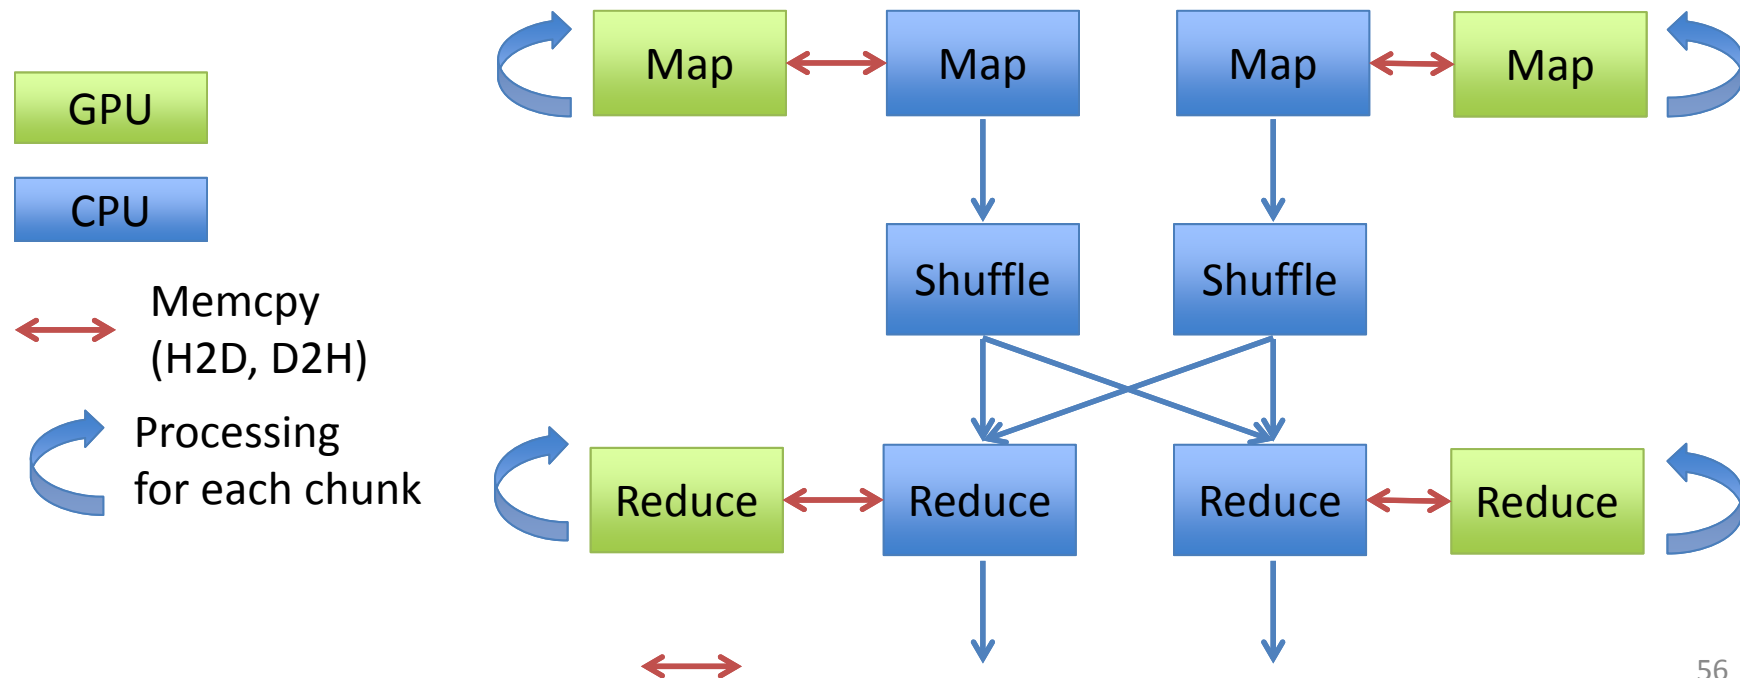 GPU
CPU
Memcpy
(H2D, D2H)
Processing
for each chunk
Map
Map
Map
Map
Shuffle
Shuffle
Reduce
Reduce
Reduce
Reduce
56